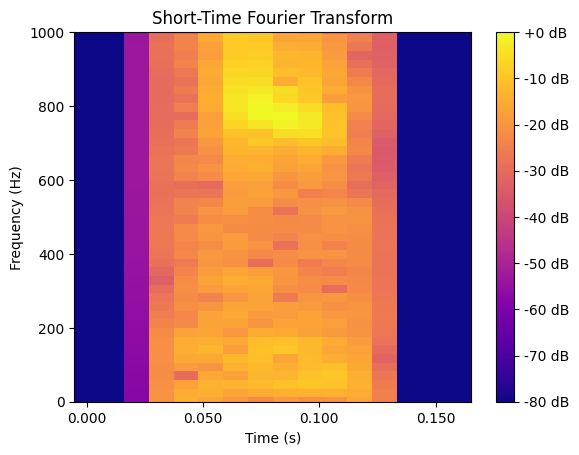 Short-Time Fourier Transform
Frequency (Hz)
1000
800
600
400
200
0
0.000
0.050
0.100
0.150
Time (s)
+0 dB
-10 dB
-20 dB
-30 dB
-40 dB
-50 dB
-60 dB
-70 dB
-80 dB